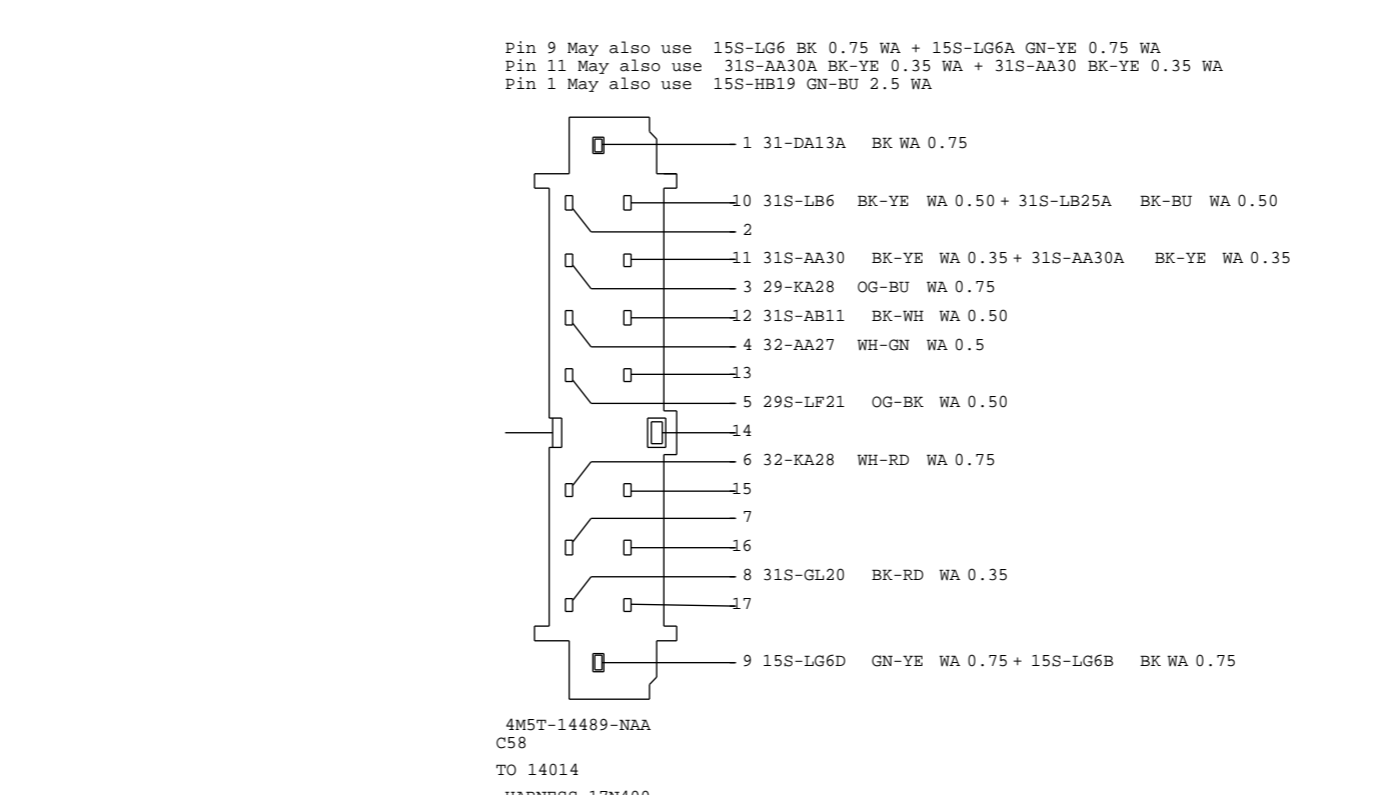 Pin 9 May also use 15S-LG6 BK 0.75 WA + 15S-LG6A GN-YE 0.75 WA
Pin 11 May also use 31S-AA30A BK-YE 0.35 WA + 31S-AA30 BK-YE 0.35 WA
Pin 1 May also use 15S-HB19 GN-BU 2.5 WA
1 31-DA13A BK WA 0.75
10 31S-LB6 BK-YE WA 0.50 + 31S-LB25A BK-BU WA 0.50
2
11 31S-AA30 BK-YE WA 0.35 + 31S-AA30A BK-YE WA 0.35
3 29-KA28 OG-BU WA 0.75
12 31S-AB11 BK-WH WA 0.50
4 32-AA27 WH-GN WA 0.5
13
5 29S-LF21 OG-BK WA 0.50
14
6 32-KA28 WH-RD WA 0.75
15
7
16
8 31S-GL20 BK-RD WA 0.35
17
9 15S-LG6D GN-YE WA 0.75 + 15S-LG6B BK WA 0.75
4M5T-14489-NAA
C58
TO 14014